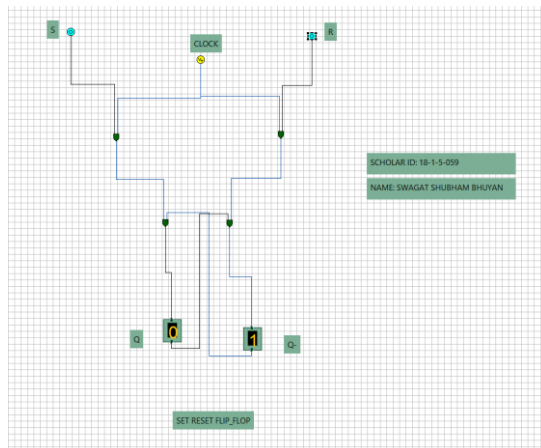 S
R
CLOCK
SCHOLAR ID: 18-1-5-059
NAME: SWAGAT SHUBHAM BHUYAN
0
1
Q
Q-
SET RESET FLIP_FLOP